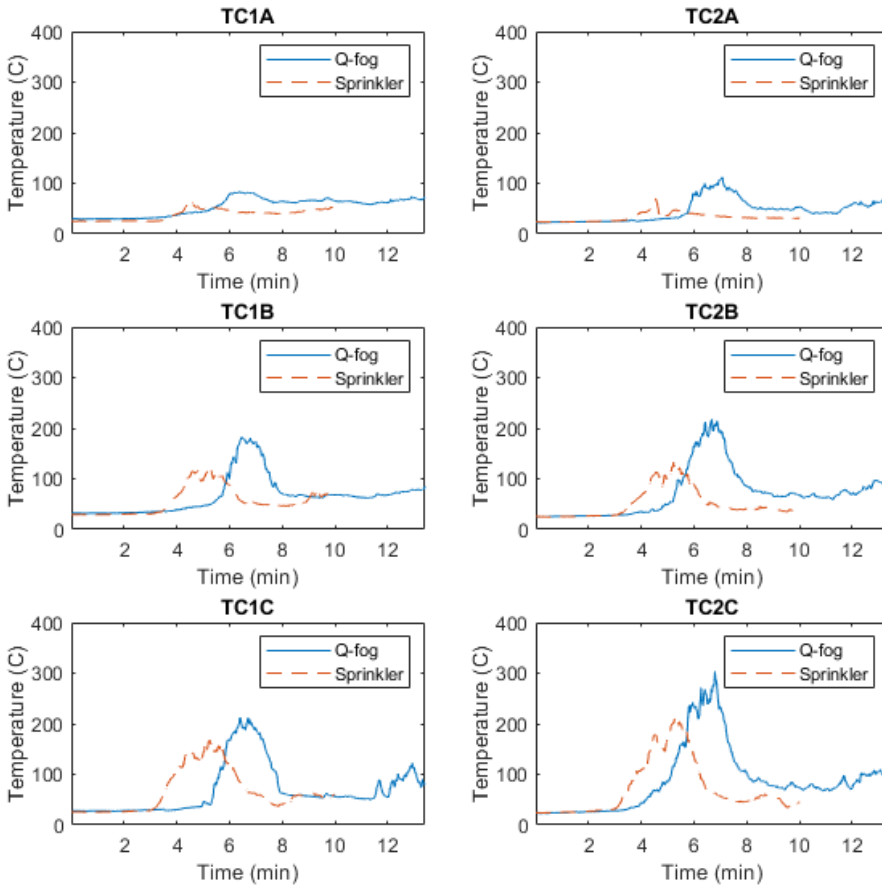 TC1A
400
300
200
100
0
Temperature (C)
Q-fog
Sprinkler
2 4 6 8 10 12
Time (min)
TC2A
400
300
200
100
0
Temperature (C)
Q-fog
Sprinkler
2 4 6 8 10 12
Time (min)
TC1B
400
300
200
100
0
Temperature (C)
Q-fog
Sprinkler
2 4 6 8 10 12
Time (min)
TC2B
400
300
200
100
0
Temperature (C)
Q-fog
Sprinkler
2 4 6 8 10 12
Time (min)
TC1C
400
300
200
100
0
Temperature (C)
Q-fog
Sprinkler
2 4 6 8 10 12
Time (min)
TC2C
400
300
200
100
0
Temperature (C)
Q-fog
Sprinkler
2 4 6 8 10 12
Time (min)